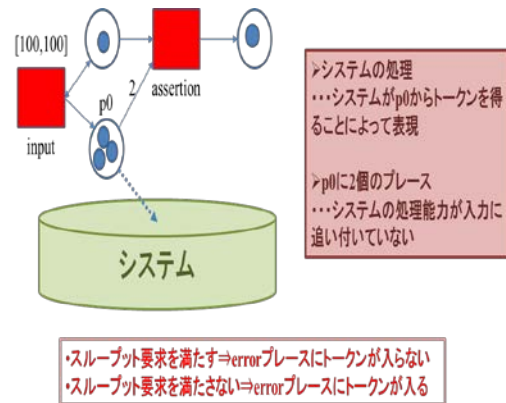 [100,100]
2
assertion
p0
input
システム
➢システムの処理
・・・システムがp0からトークンを得
ることによって表現
➢p0に2個のプレース
・・・システムの処理能力が入力に
追い付いていない
・スループット要求を満たす⇒errorプレースにトークンが入らない
・スループット要求を満たさない⇒errorプレースにトークンが入る